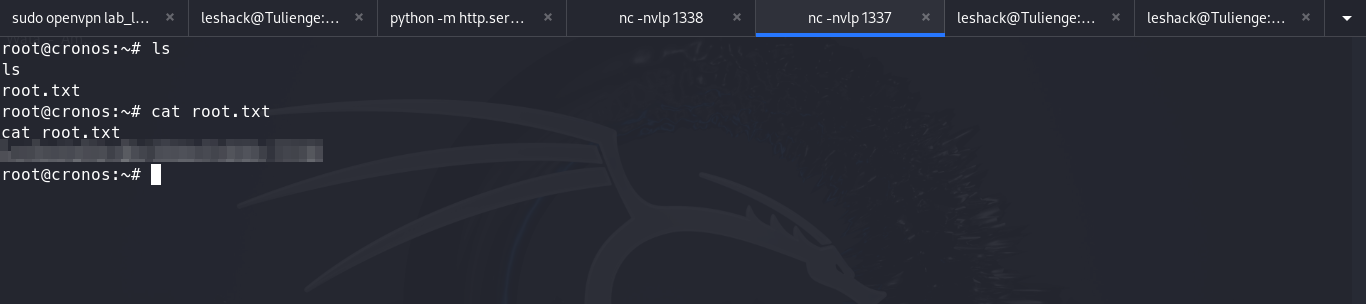 sudo openvpn lab_l... × leshack@Tulienge:... × python -m http.ser... × nc -nvlp 1338 × nc -nvlp 1337 × leshack@Tulienge:... × leshack@Tulienge:... ×
root@cronos:~# ls
ls
root.txt
root@cronos:~# cat root.txt
cat root.txt
root@cronos:~#